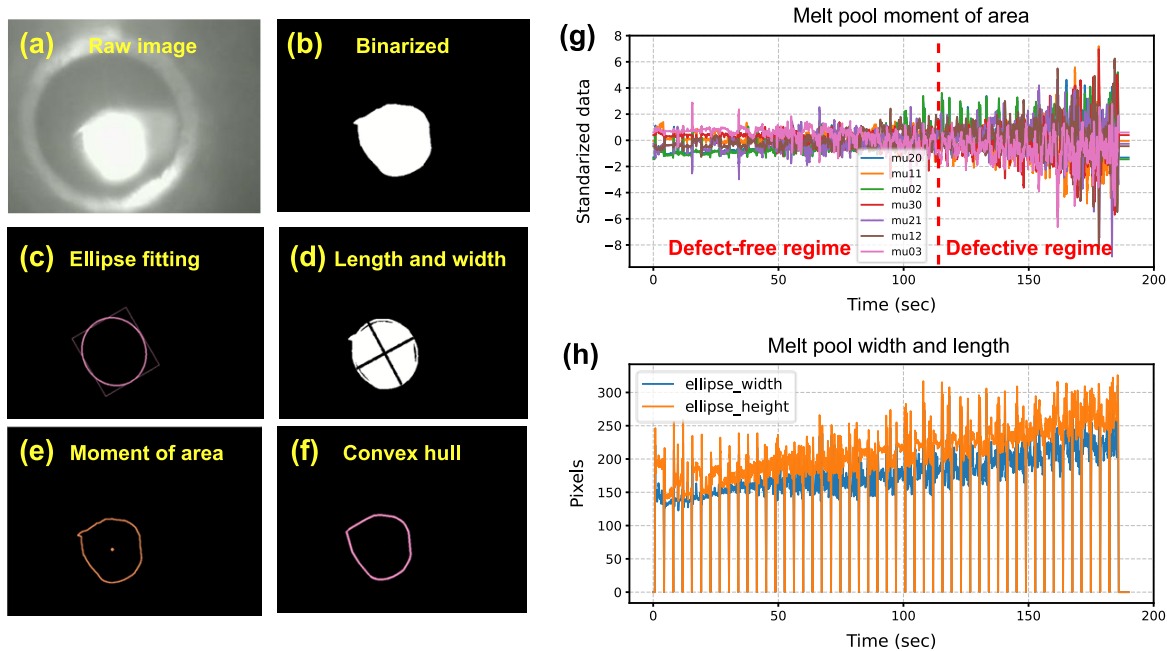 (a) Raw image
(b) Binarized
(c) Ellipse fitting
(d) Length and width
(e) Moment of area
(f) Convex hull
(g) Melt pool moment of area
Standarized data
8
6
4
2
0
−2
−4
−6
−8
mu20
mu11
mu02
mu30
mu21
mu12
mu03
Defect-free regime
Defective regime
0 50 100 150 200
Time (sec)
(h) Melt pool width and length
Pixels
300
250
200
150
100
50
0
ellipse_width
ellipse_height
0 50 100 150 200
Time (sec)